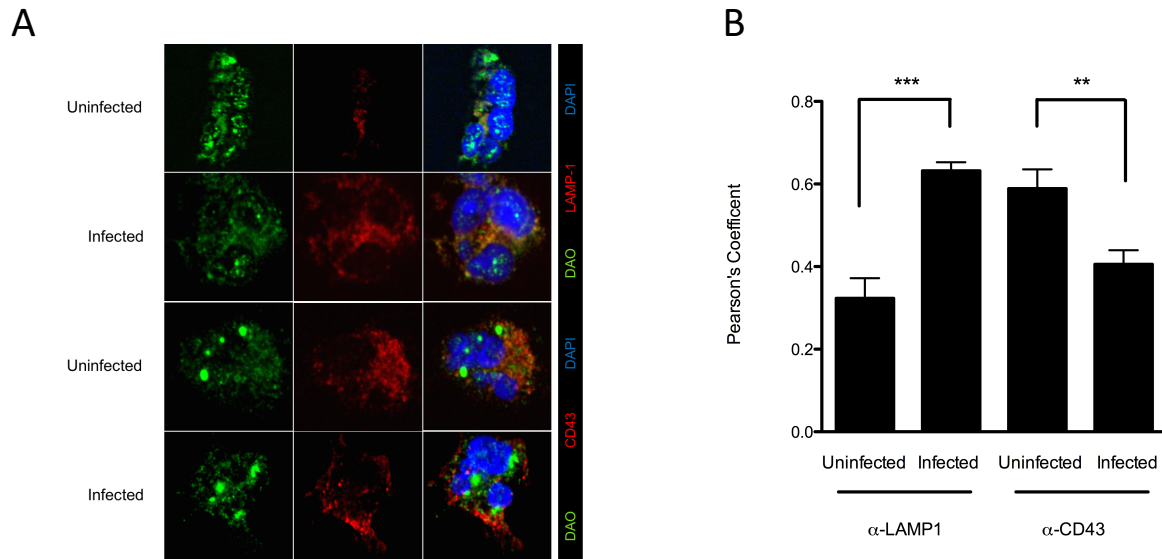 A
Uninfected
Infected
Uninfected
Infected
DAPI
LAMP-1
DAO
DAPI
CD43
DAO
B
***
**
Pearson's Coefficent
0.8
0.6
0.4
0.2
0.0
Uninfected Infected Uninfected Infected
α-LAMP1 α-CD43